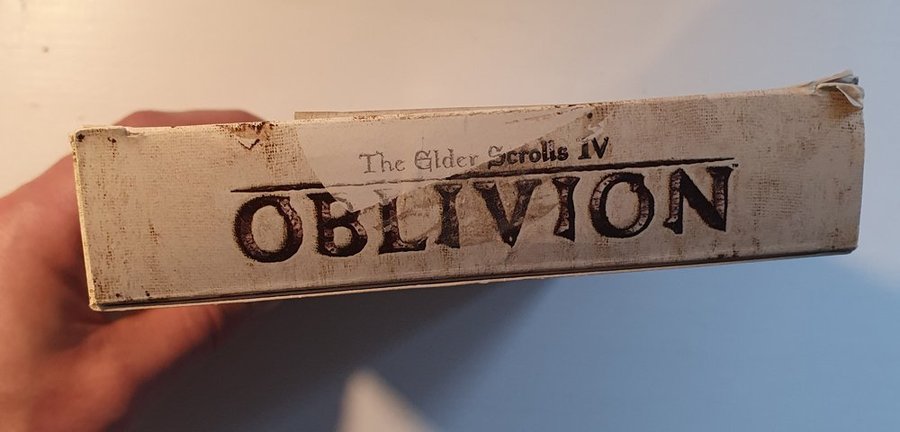 The Elder Scrolls IV
OBLIVION